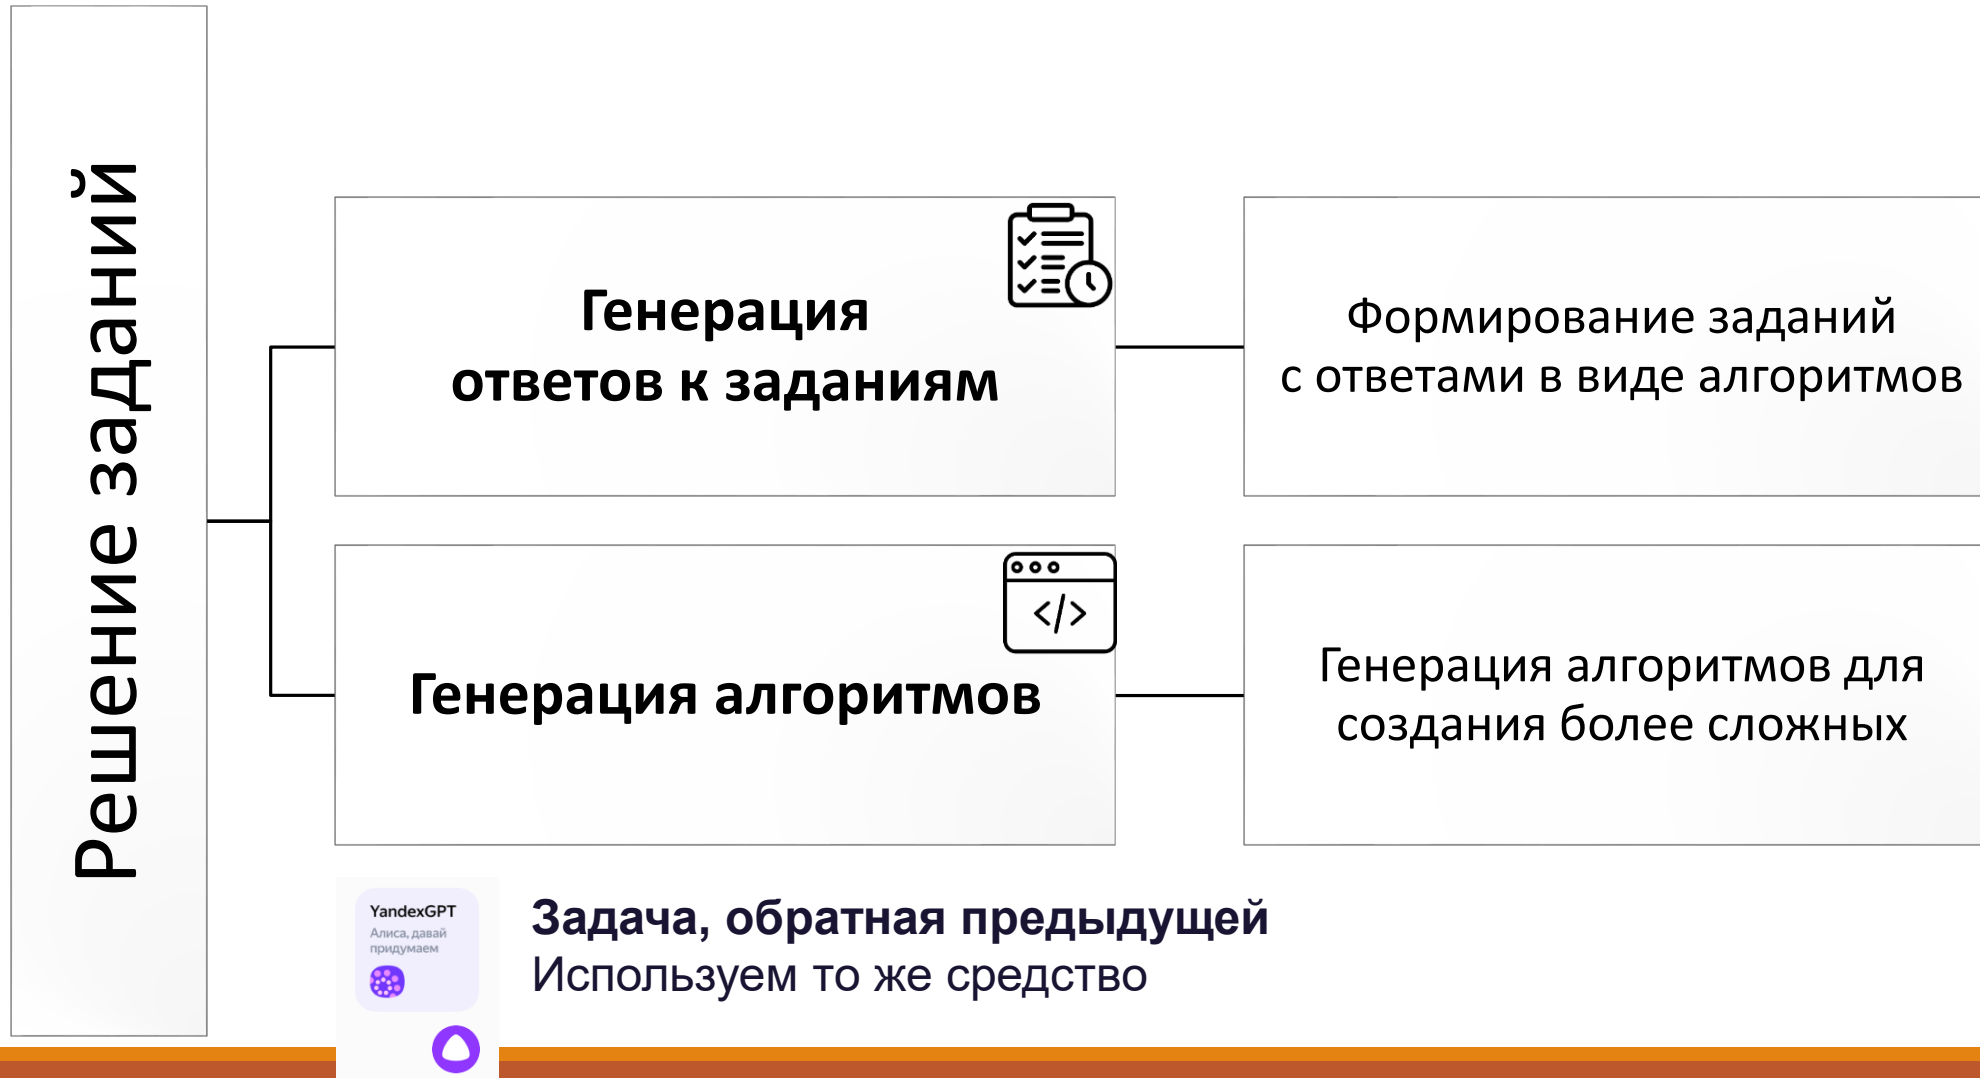 Решение заданий
Генерация
ответов к заданиям
Формирование заданий
с ответами в виде алгоритмов
</>
Генерация алгоритмов
Генерация алгоритмов для
создания более сложных
YandexGPT
Алиса, давай
придумаем
Задача, обратная предыдущей
Используем то же средство